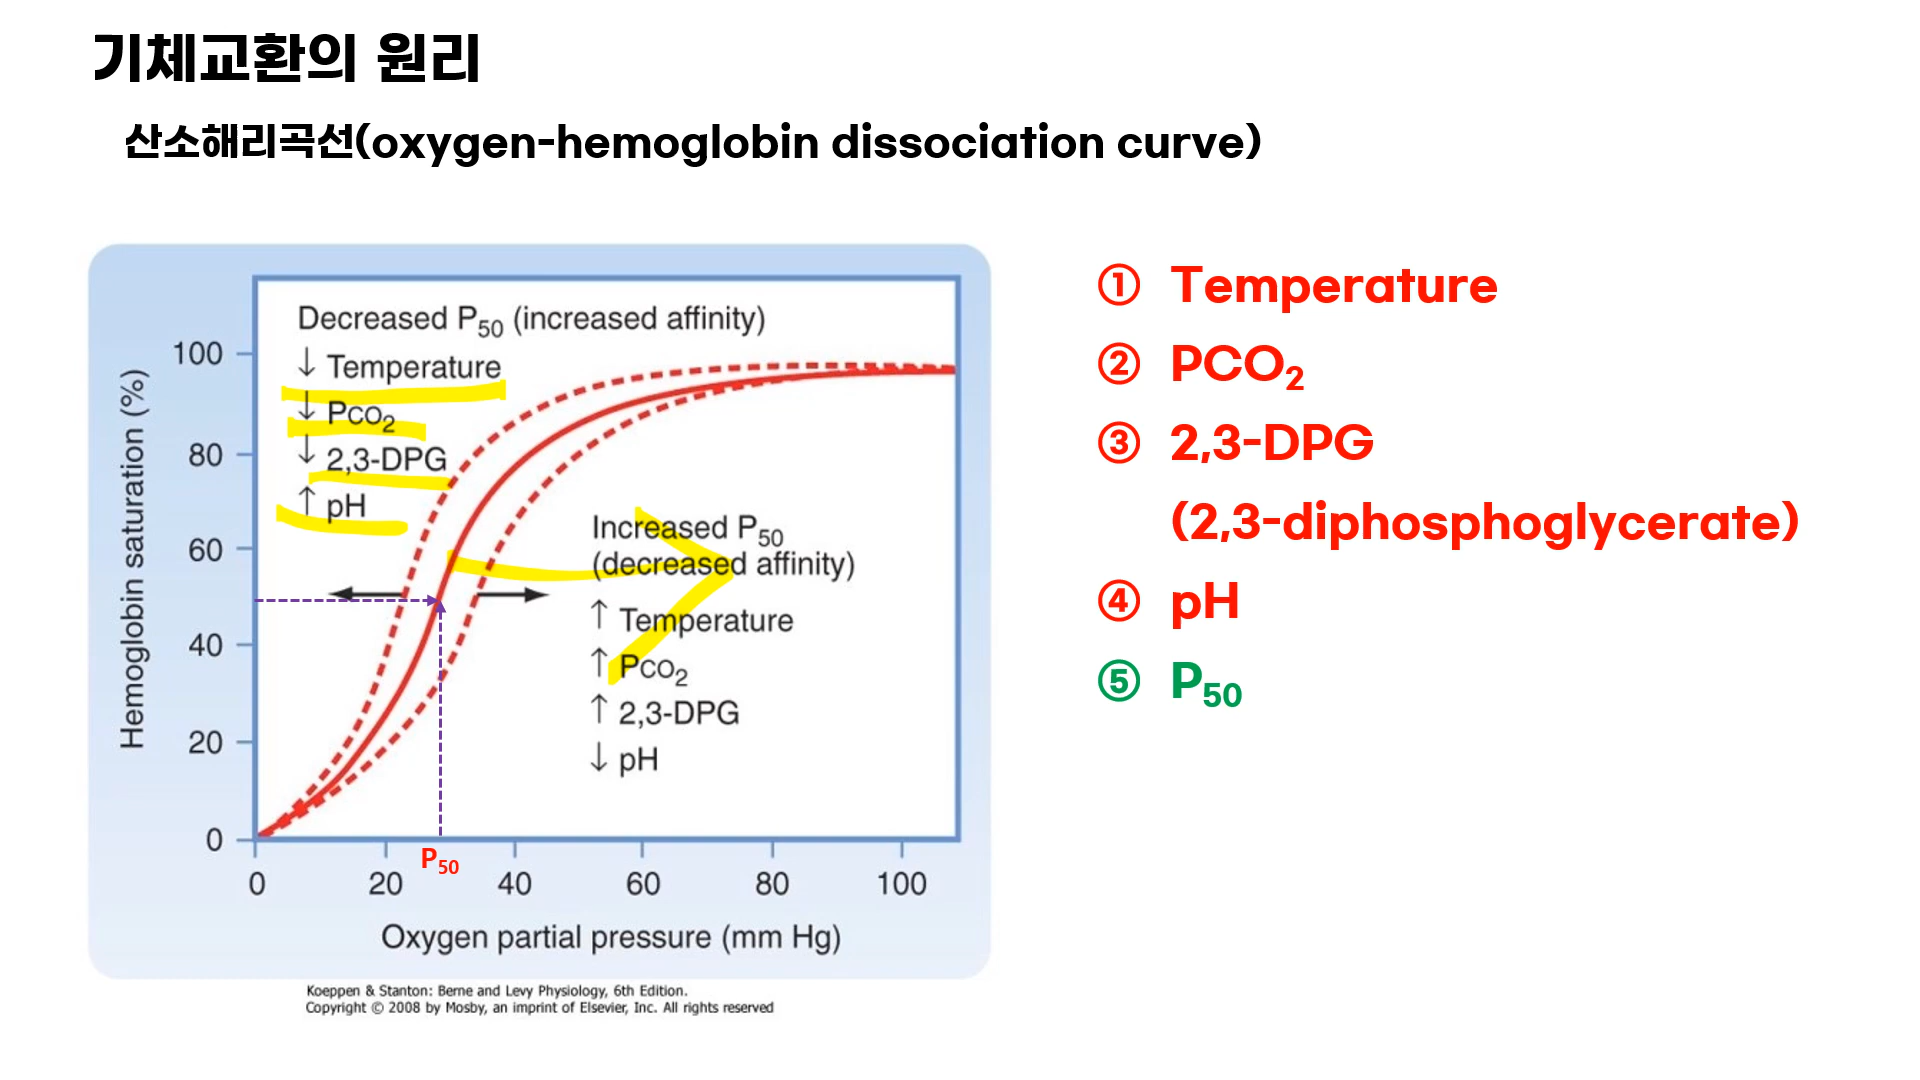 기체교환의 원리
산소해리곡선(oxygen-hemoglobin dissociation curve)
Decreased P50 (increased affinity)
↓ Temperature
↓ PCO2
↓ 2,3-DPG
↑ pH
Increased P50
(decreased affinity)
↑ Temperature
↑ PCO2
↑ 2,3-DPG
↓ pH
Hemoglobin saturation (%)
100
80
60
40
20
0
P50
0 20 40 60 80 100
Oxygen partial pressure (mm Hg)
Koeppen & Stanton: Berne and Levy Physiology, 6th Edition.
Copyright © 2008 by Mosby, an imprint of Elsevier, Inc. All rights reserved
① Temperature
② PCO2
③ 2,3-DPG
(2,3-diphosphoglycerate)
④ pH
⑤ P50